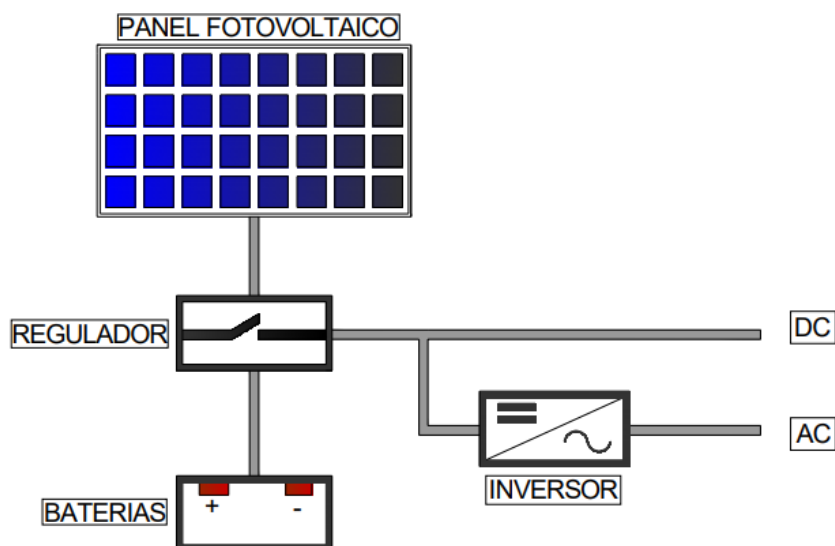 PANEL FOTOVOLTAICO
REGULADOR
DC
AC
INVERSOR
BATERIAS
+ -